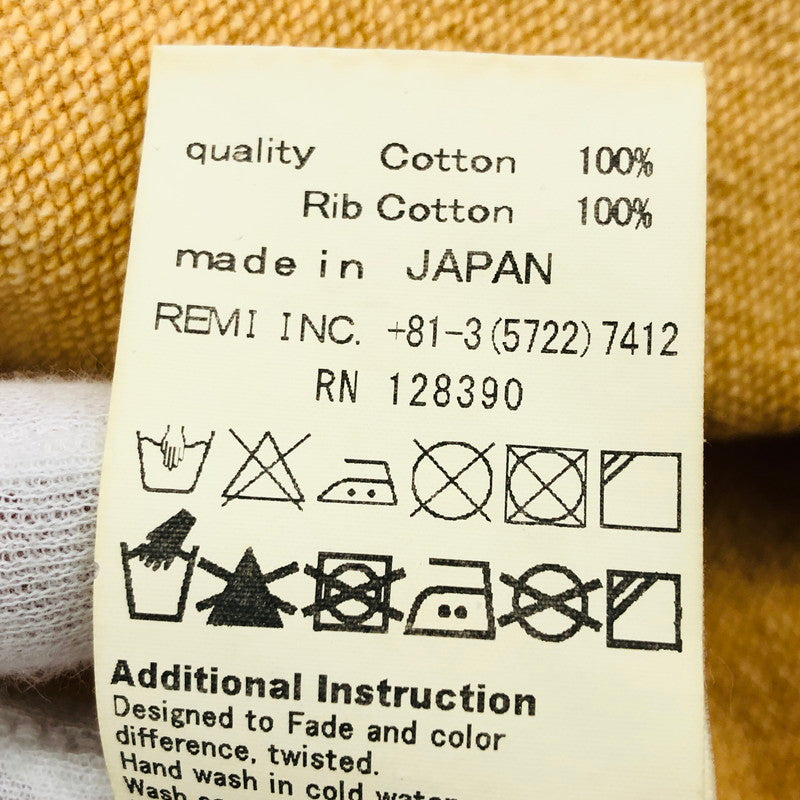 quality Cotton 100%
Rib Cotton 100%
made in JAPAN
REMI INC. +81-3(5722)7412
RN 128390
Additional Instruction
Designed to Fade and color
difference, twisted.
Hand wash in cold water
Wash